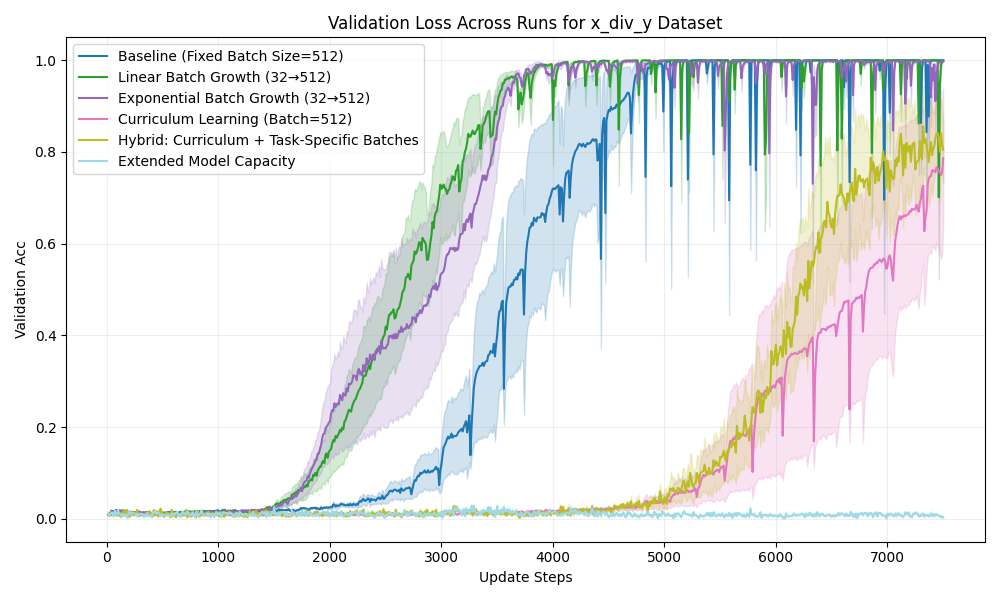 Validation Loss Across Runs for x_div_y Dataset
Baseline (Fixed Batch Size=512)
Linear Batch Growth (32→512)
Exponential Batch Growth (32→512)
Curriculum Learning (Batch=512)
Hybrid: Curriculum + Task-Specific Batches
Extended Model Capacity
Validation Acc
1.0
0.8
0.6
0.4
0.2
0.0
0 1000 2000 3000 4000 5000 6000 7000
Update Steps